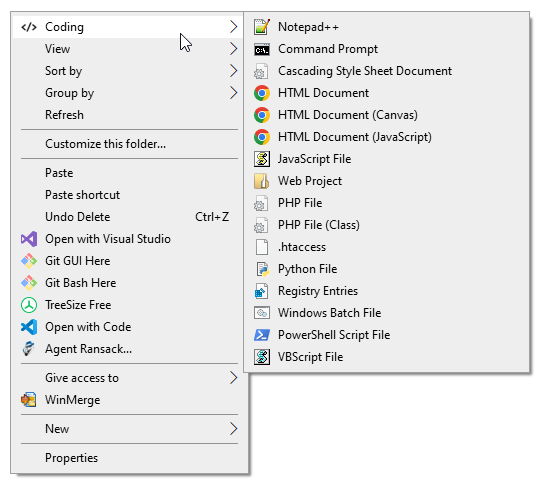 Coding
View
Sort by
Group by
Refresh
Customize this folder...
Paste
Paste shortcut
Undo Delete Ctrl+Z
Open with Visual Studio
Git GUI Here
Git Bash Here
TreeSize Free
Open with Code
Agent Ransack...
Give access to
WinMerge
New
Properties
Notepad++
Command Prompt
Cascading Style Sheet Document
HTML Document
HTML Document (Canvas)
HTML Document (JavaScript)
JavaScript File
Web Project
PHP File
PHP File (Class)
.htaccess
Python File
Registry Entries
Windows Batch File
PowerShell Script File
VBScript File